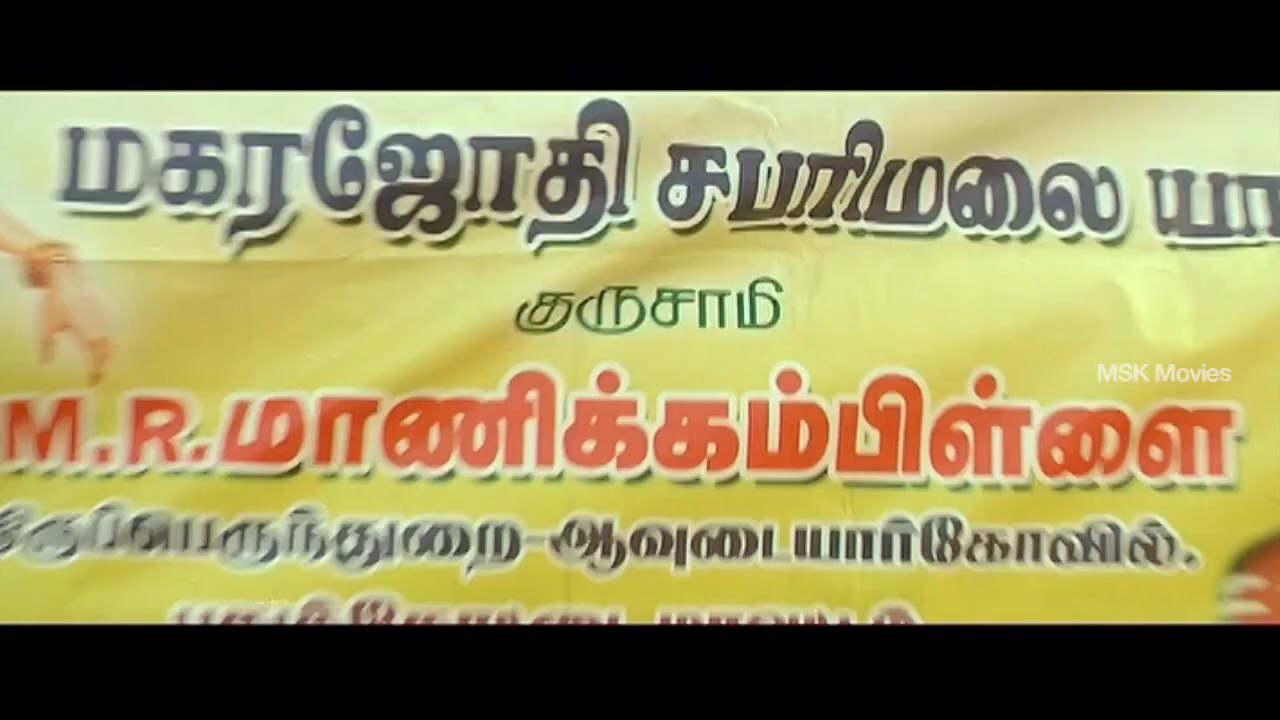 மகரஜோதி சபரிமலை யா
குருசாமி
MSK Movies
M.R.மாணிக்கம்பிள்ளை
ஆவுடையார்கோவில்.